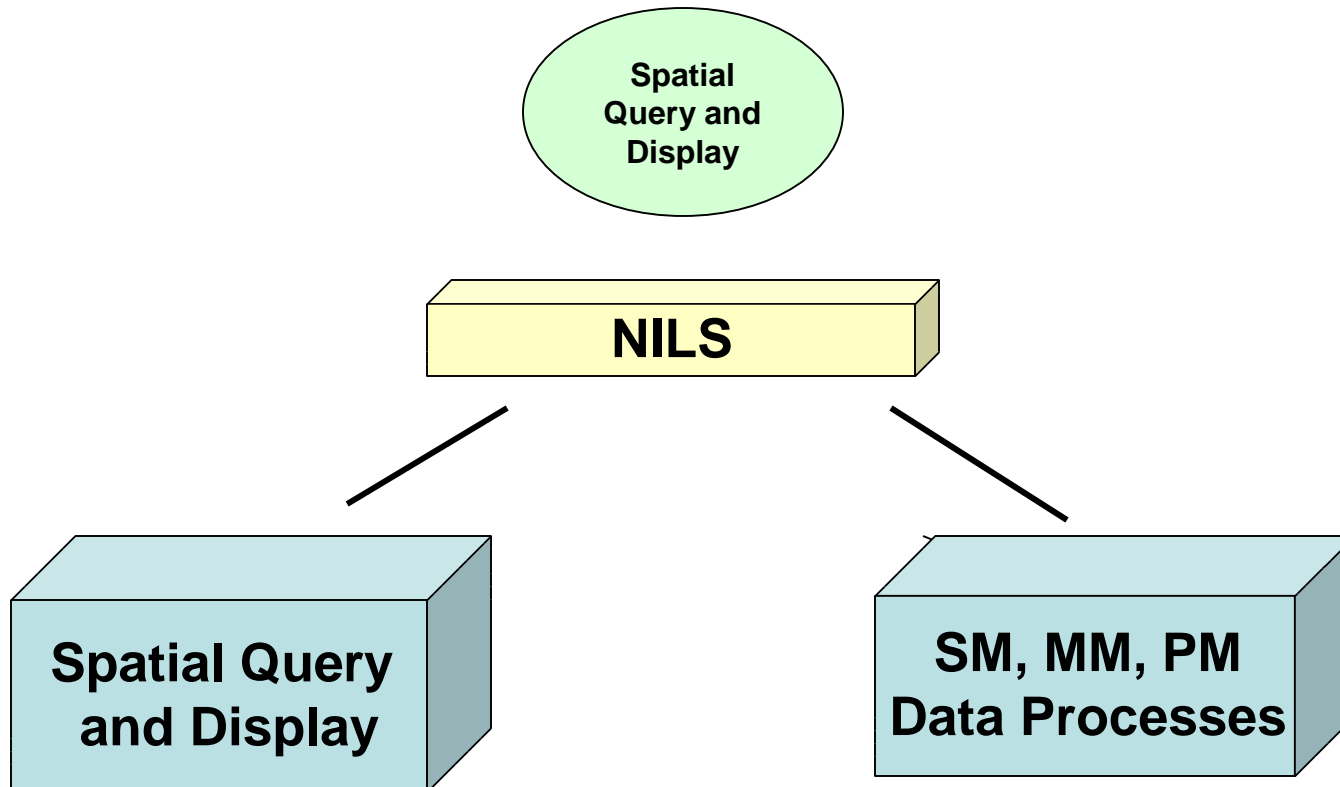 Spatial
Query and
Display
NILS
Spatial Query
and Display
SM, MM, PM
Data Processes